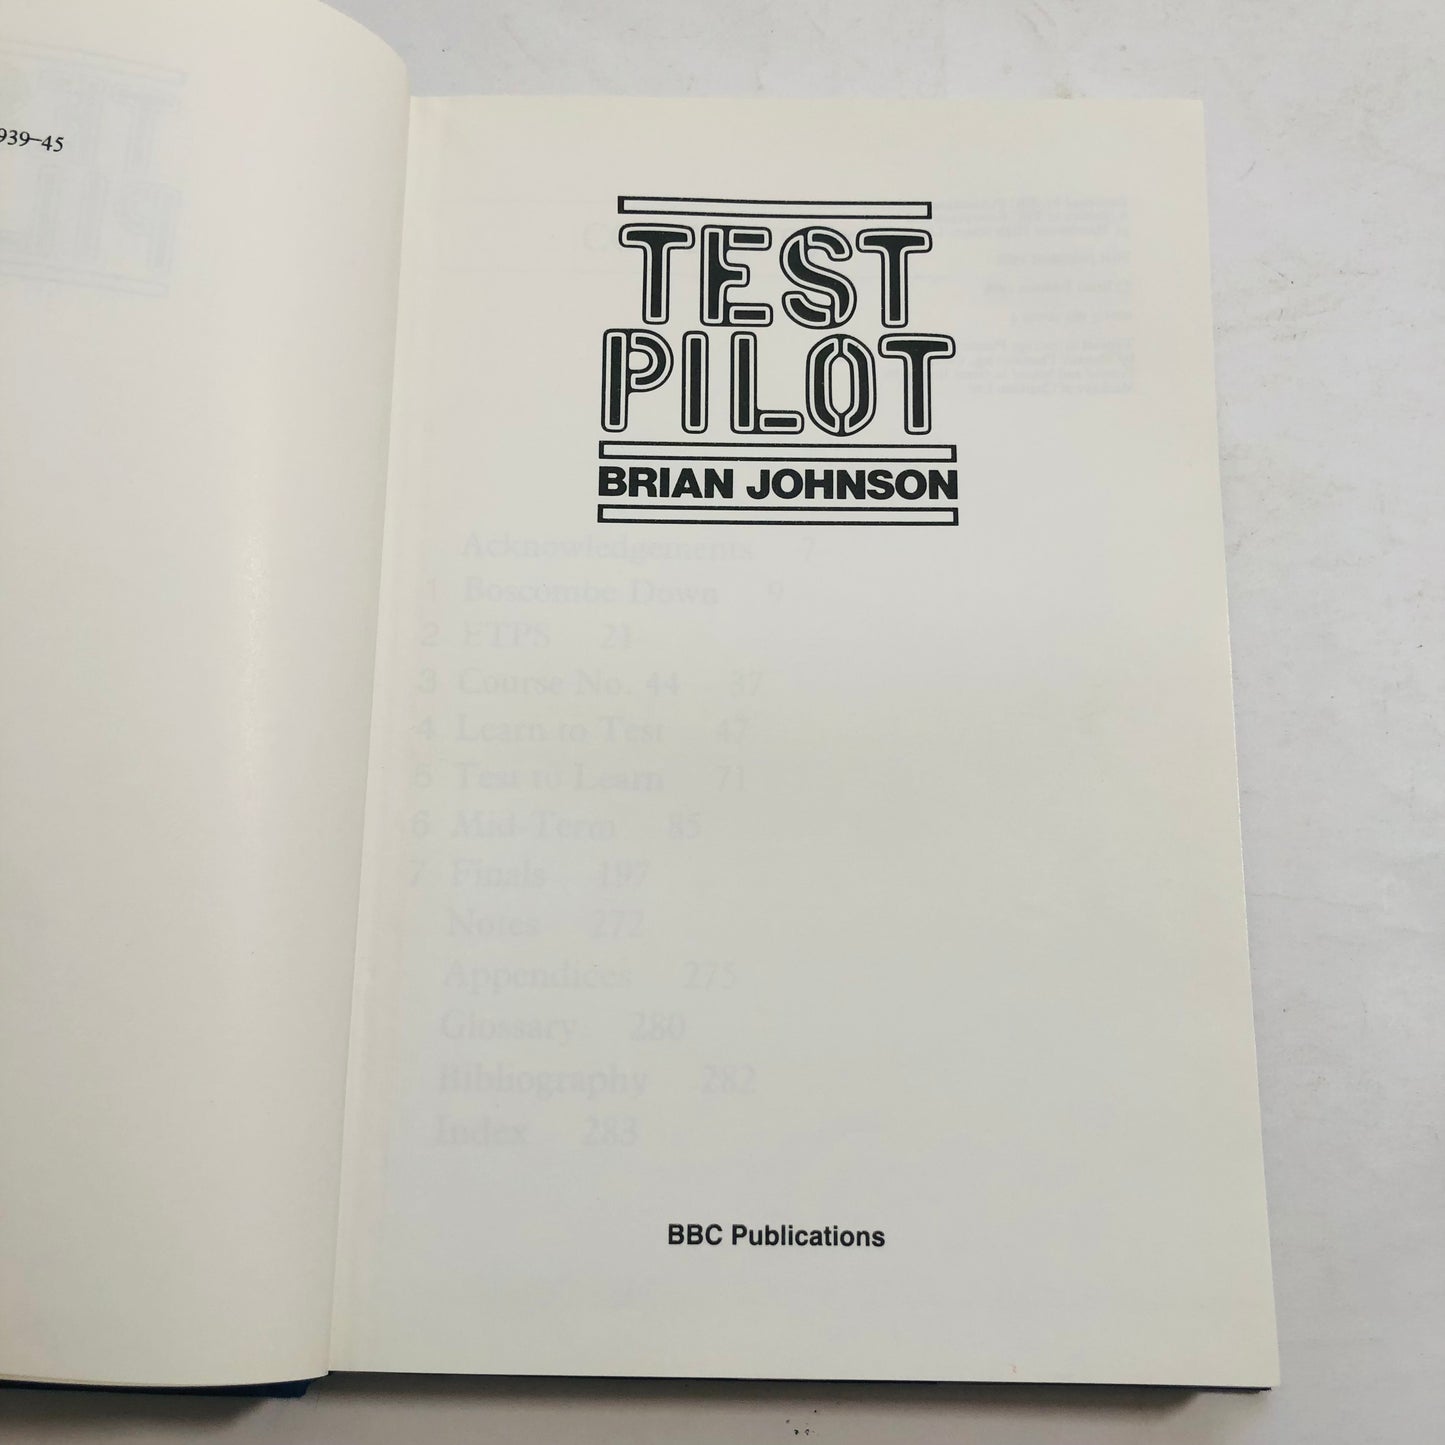 939–45
TEST
PILOT
BRIAN JOHNSON
Acknowledgements 7
1 Boscombe Down 9
2 ETPS 21
3 Course No. 44 37
4 Learn to Test 47
5 Test to Learn 71
6 Mid Term 85
7 Finals 197
Notes 272
Appendices 275
Glossary 280
Bibliography 282
Index 283
BBC Publications